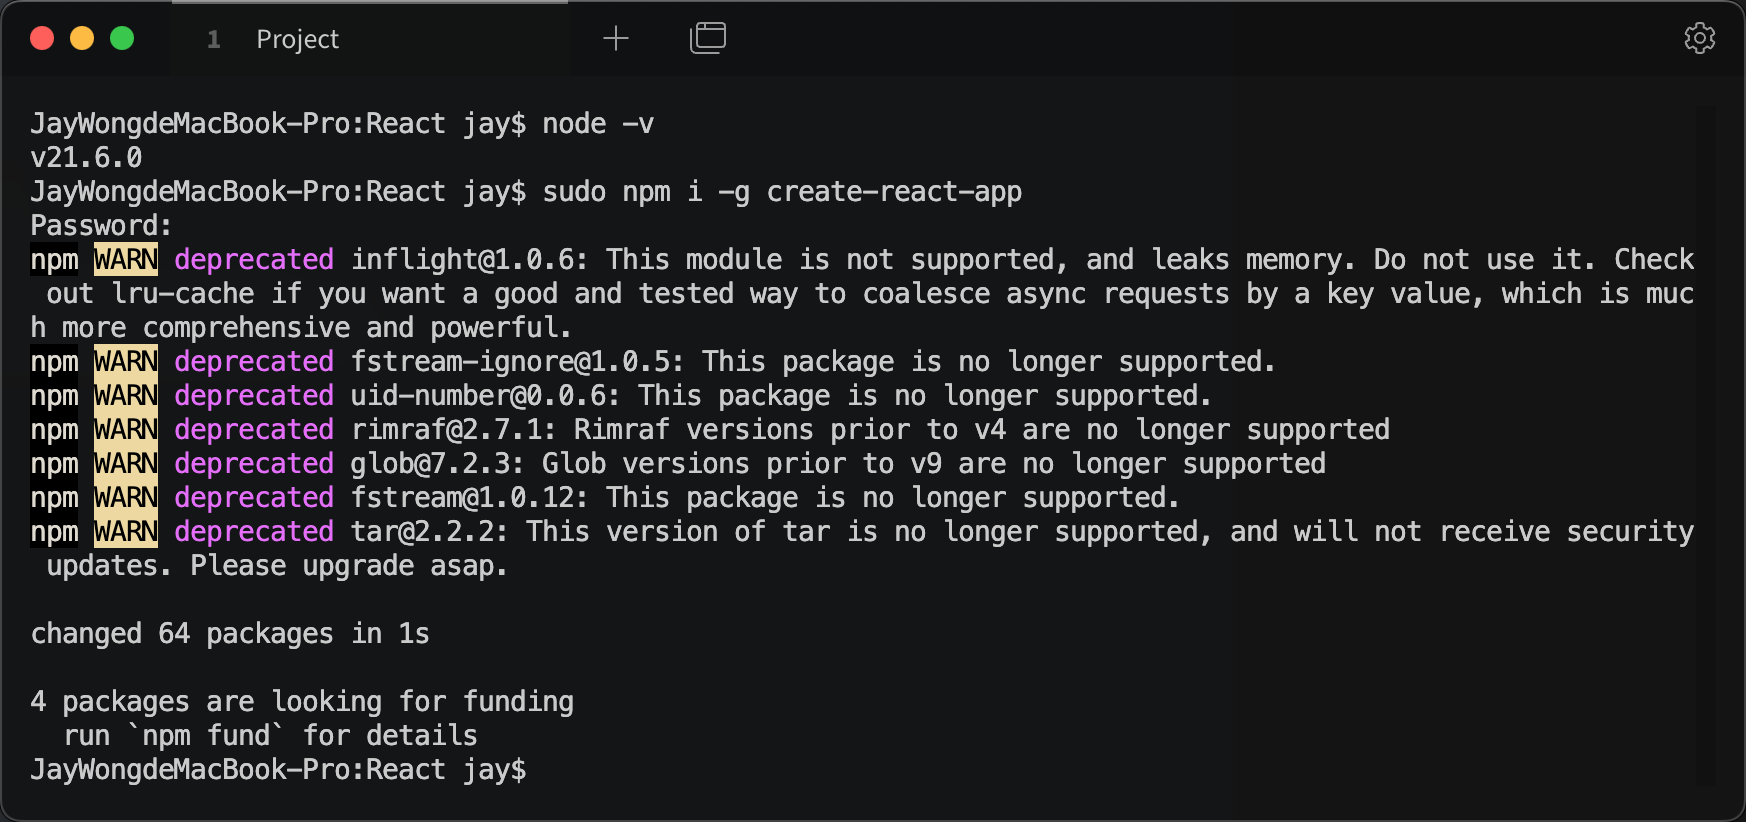 1 Project
JayWongdeMacBook-Pro:React jay$ node -v
v21.6.0
JayWongdeMacBook-Pro:React jay$ sudo npm i -g create-react-app
Password:
npm WARN deprecated inflight@1.0.6: This module is not supported, and leaks memory. Do not use it. Check
 out lru-cache if you want a good and tested way to coalesce async requests by a key value, which is muc
h more comprehensive and powerful.
npm WARN deprecated fstream-ignore@1.0.5: This package is no longer supported.
npm WARN deprecated uid-number@0.0.6: This package is no longer supported.
npm WARN deprecated rimraf@2.7.1: Rimraf versions prior to v4 are no longer supported
npm WARN deprecated glob@7.2.3: Glob versions prior to v9 are no longer supported
npm WARN deprecated fstream@1.0.12: This package is no longer supported.
npm WARN deprecated tar@2.2.2: This version of tar is no longer supported, and will not receive security
 updates. Please upgrade asap.
changed 64 packages in 1s
4 packages are looking for funding
  run `npm fund` for details
JayWongdeMacBook-Pro:React jay$